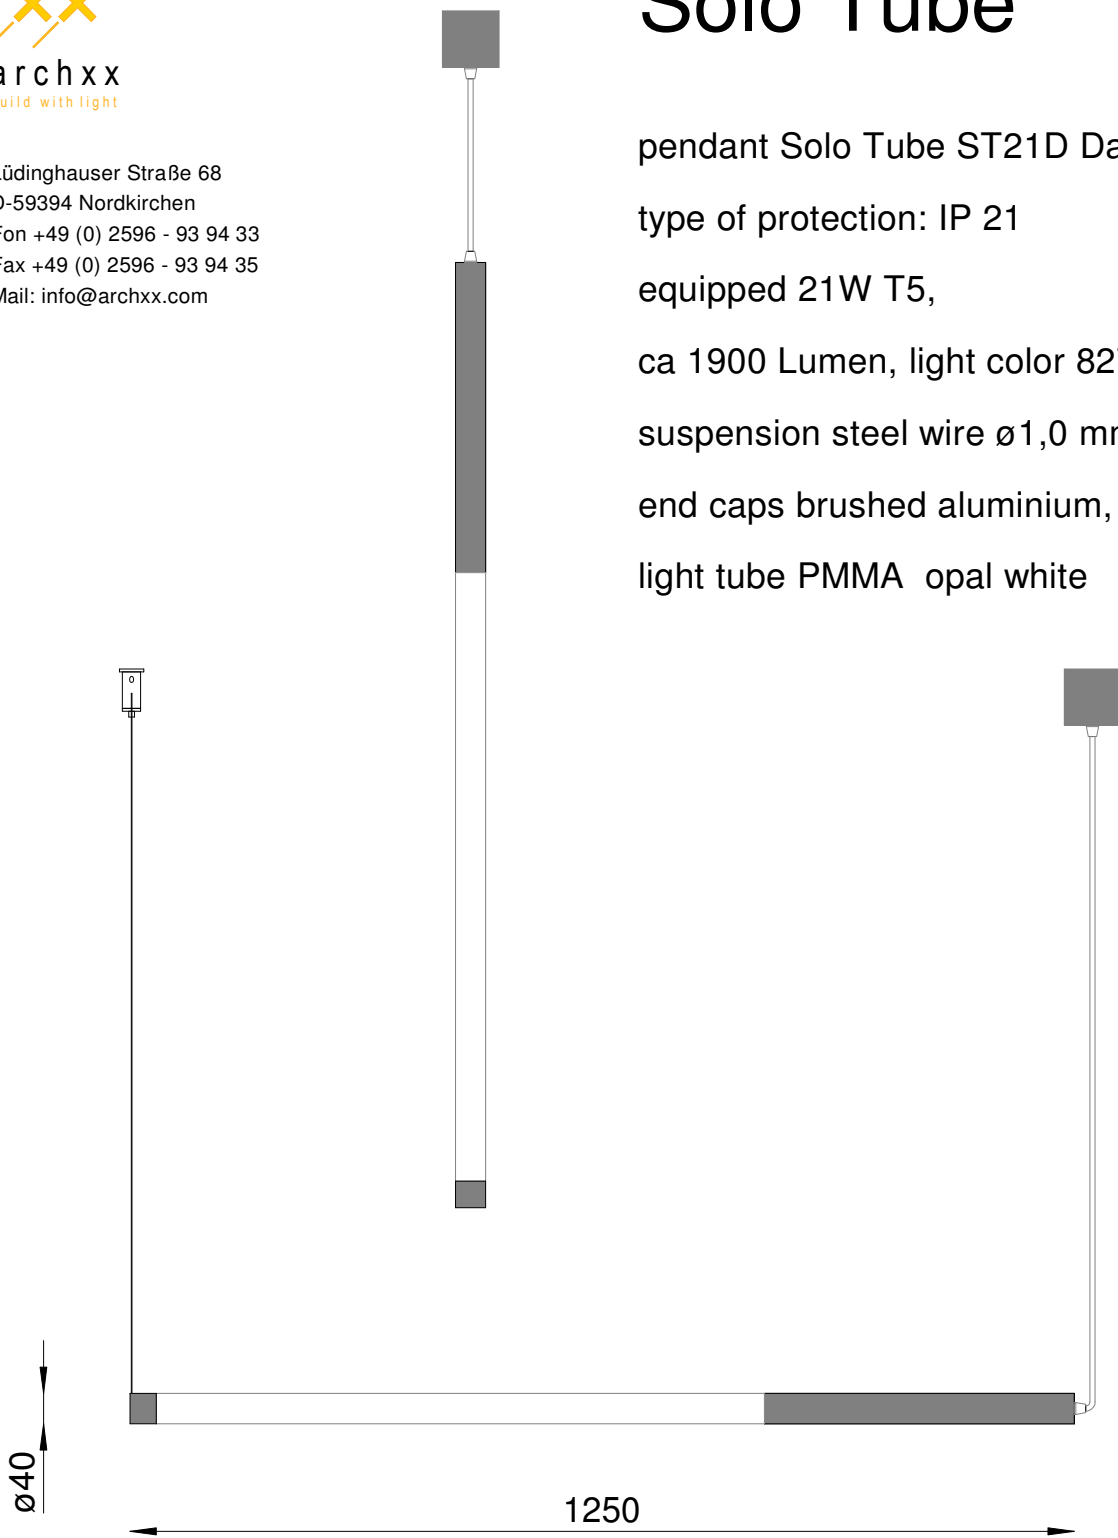 Solo Tube
archxx
build with light
Lüdinghauser Straße 68
D-59394 Nordkirchen
Fon +49 (0) 2596 - 93 94 33
Fax +49 (0) 2596 - 93 94 35
Mail: info@archxx.com
pendant Solo Tube ST21D
type of protection: IP 21
equipped 21W T5,
ca 1900 Lumen, light color
suspension steel wire ø1,0
end caps brushed aluminium,
light tube PMMA opal white
ø40
1250